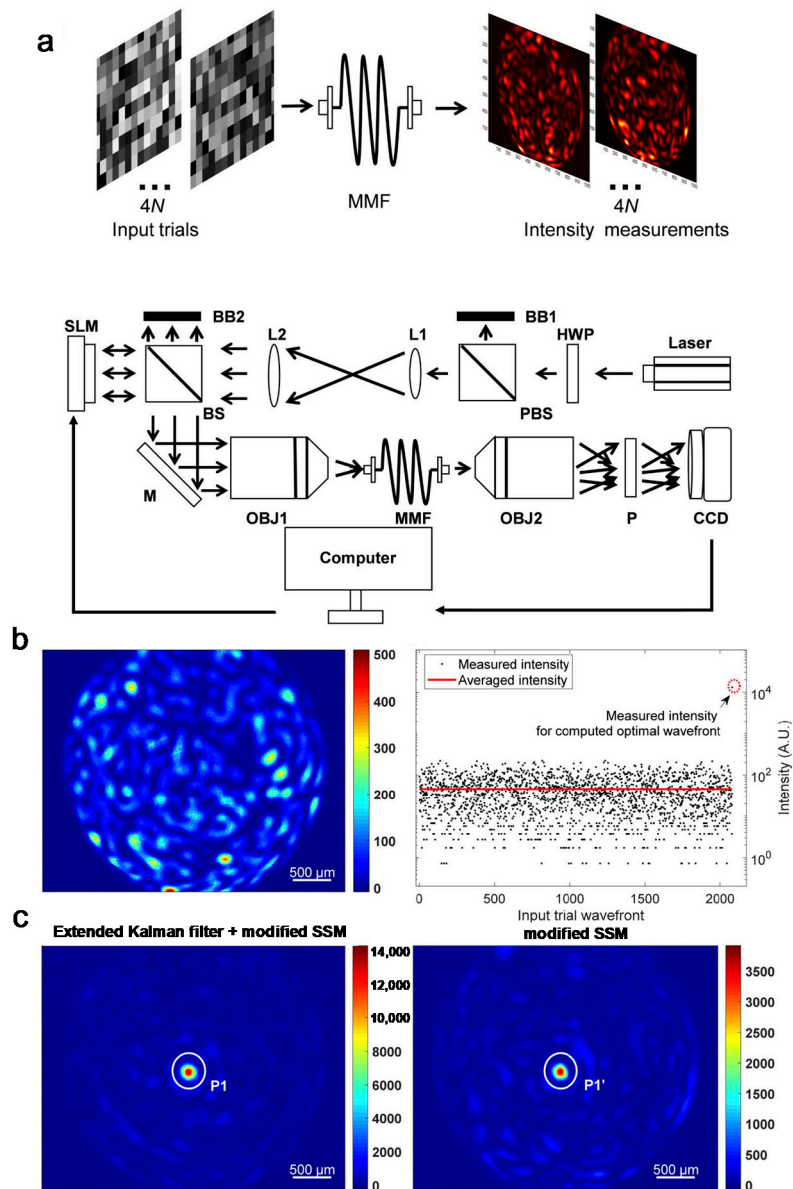 a
4N
Input trials
MMF
4N
Intensity measurements
SLM
BB2
L2
L1
BB1
HWP
Laser
BS
PBS
M
OBJ1
MMF
OBJ2
P
CCD
Computer
b
500
400
300
200
100
0
500 µm
Measured intensity
Averaged intensity
Measured intensity
for computed optimal wavefront
10^4
10^2
10^0
Intensity (A.U.)
0 500 1000 1500 2000
Input trial wavefront
c
Extended Kalman filter + modified SSM
14,000
12,000
10,000
8000
6000
4000
2000
0
P1
500 µm
modified SSM
3500
3000
2500
2000
1500
1000
500
0
P1'
500 µm